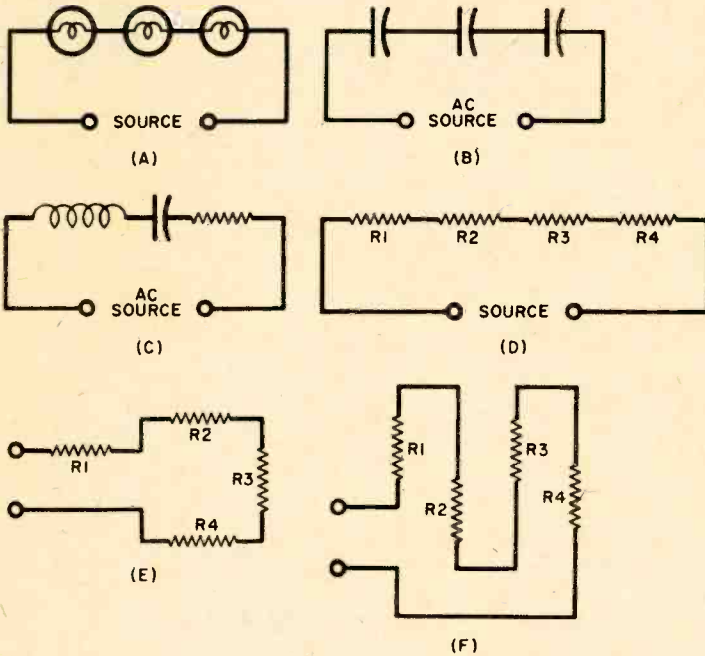 SOURCE
(A)
AC
SOURCE
(B)
AC
SOURCE
(C)
R1 R2 R3 R4
SOURCE
(D)
R1
R2
R3
R4
(E)
R1
R2
R3
R4
(F)